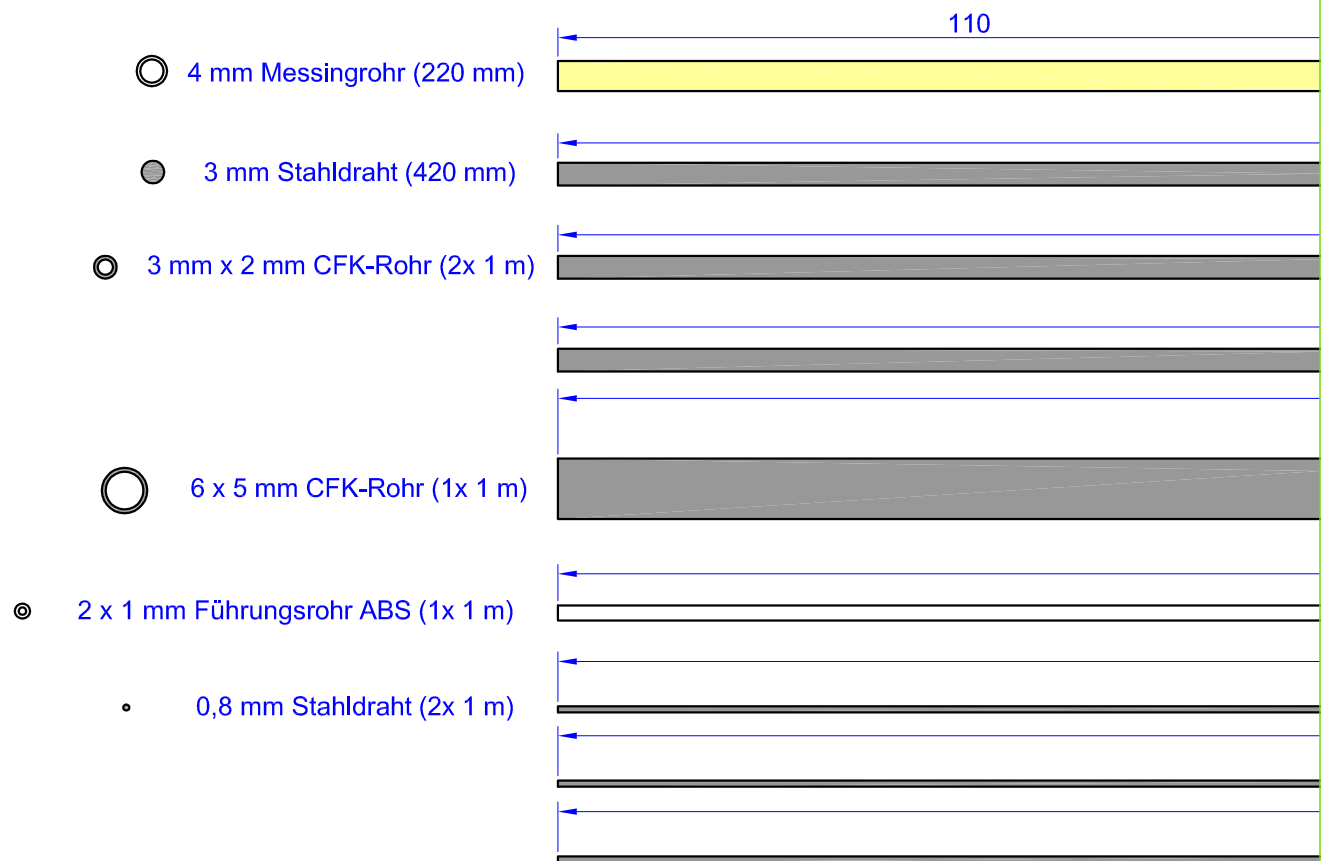 110
4 mm Messingrohr (220 mm)
3 mm Stahldraht (420 mm)
3 mm x 2 mm CFK-Rohr (2x 1 m)
6 x 5 mm CFK-Rohr (1x 1 m)
2 x 1 mm Führungsrohr ABS (1x 1 m)
0,8 mm Stahldraht (2x 1 m)